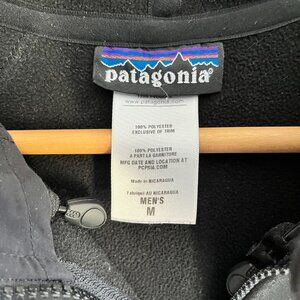 patagonia®
www.patagonia.com
100% POLYESTER
EXCLUSIVE OF TRIM
100% POLYESTER
A PART LA GARNITURE
MFG DATE AND LOCATION AT
PCPSIA.COM
Made in NICARAGUA
Fabriqué AU NICARAGUA
MEN'S
M